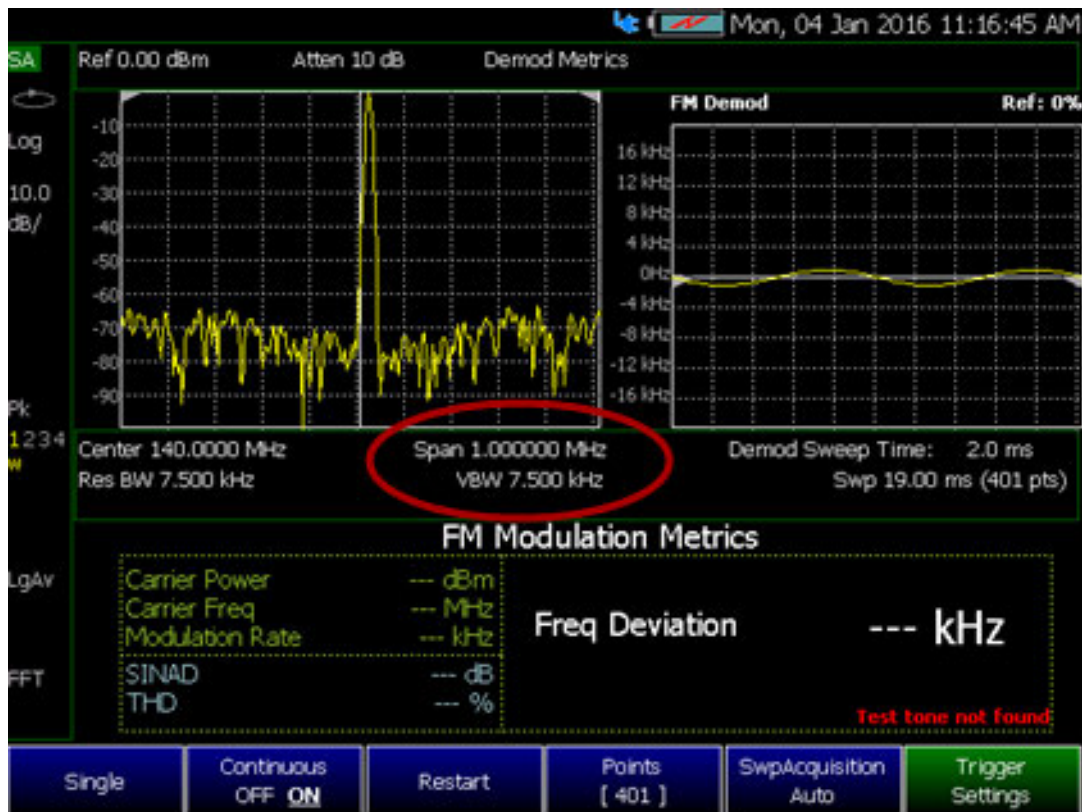 Mon, 04 Jan 2016 11:16:45 AM
SA
Ref 0.00 dBm Atten 10 dB Demod Metrics
FM Demod Ref: 0%
Log
10.0
dB/
-10
-20
-30
-40
-50
-60
-70
-80
-90
16 kHz
12 kHz
8 kHz
4 kHz
0Hz
-4 kHz
-8 kHz
-12 kHz
-16 kHz
Pk
1234
W
Center 140.0000 MHz Span 1.000000 MHz Demod Sweep Time: 2.0 ms
Res BW 7.500 kHz VBW 7.500 kHz Swp 19.00 ms (401 pts)
FM Modulation Metrics
LgAv
Carrier Power --- dBm
Carrier Freq --- MHz
Modulation Rate --- kHz
Freq Deviation --- kHz
FFT
SINAD --- dB
THD --- %
Test tone not found
Single
Continuous
OFF ON
Restart
Points
[ 401 ]
SwpAcquisition
Auto
Trigger
Settings